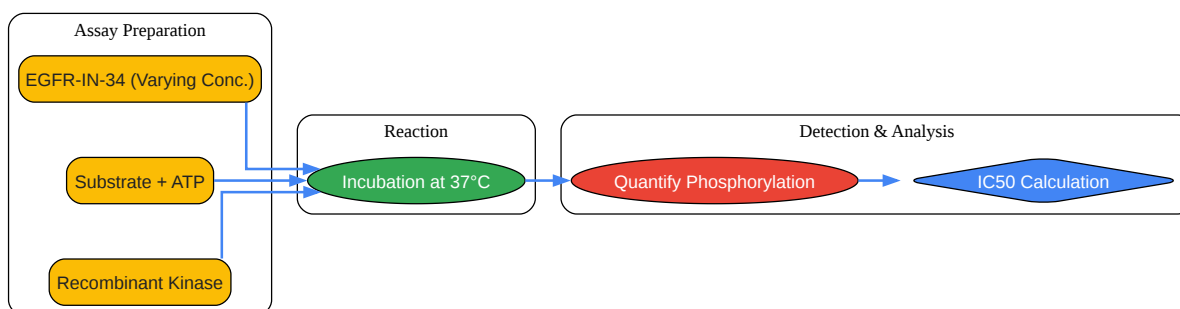 Assay Preparation
EGFR-IN-34 (Varying Conc.)
Substrate + ATP
Recombinant Kinase
Reaction
Incubation at 37°C
Detection & Analysis
Quantify Phosphorylation
IC50 Calculation